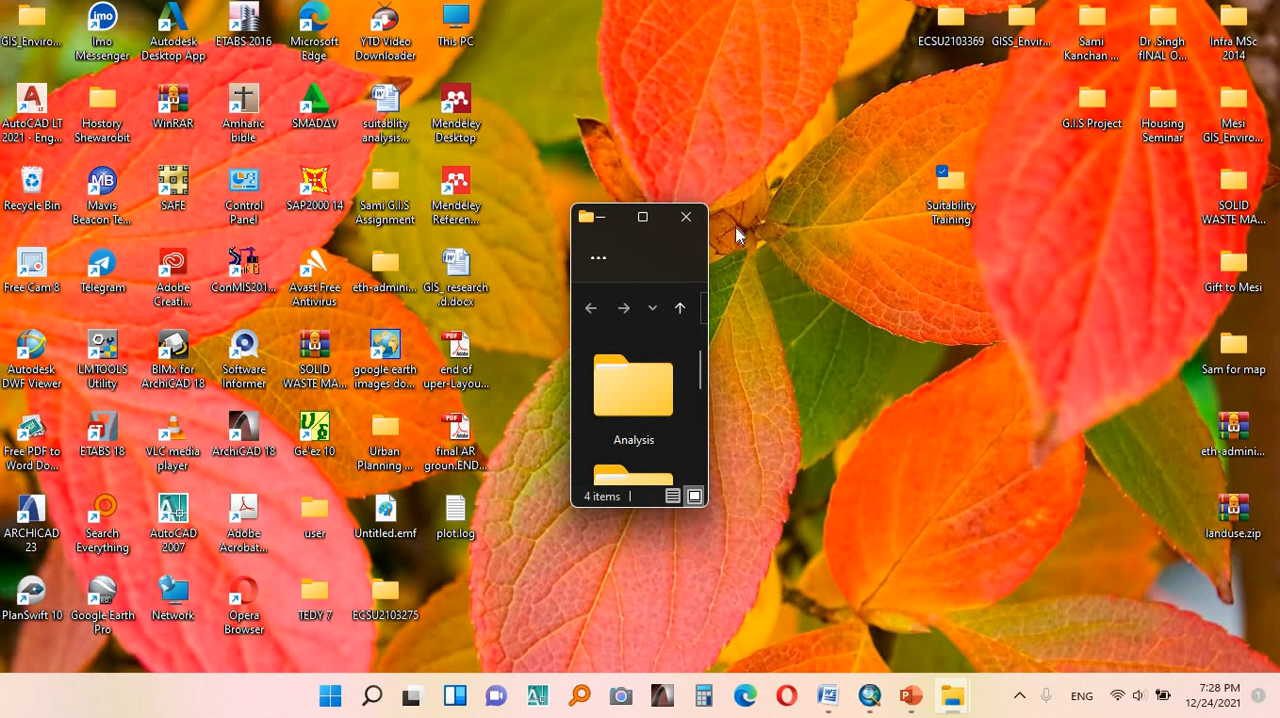 GIS_Enviro...
Imo
Messenger
Autodesk
Desktop App
ETABS 2016
Microsoft
Edge
YTD Video
Downloader
This PC
ECSU2103369
GISS_Envir...
Sami
Kanchan ...
Dr. Singh
fINAL O...
Infra MSc
2014
AutoCAD LT
2021 - Eng...
Hostory
Shewarobit
WinRAR
Amharic
bible
SMADAV
suitablity
analysis...
Mendeley
Desktop
G.I.S Project
Housing
Seminar
Mesi
GIS_Enviro...
Recycle Bin
Mavis
Beacon Te...
SAFE
Control
Panel
SAP2000 14
Sami G.I.S
Assignment
Mendeley
Referen...
Suitability
Training
SOLID
WASTE MA...
Free Cam 8
Telegram
Adobe
Creati...
ConMIS201...
Avast Free
Antivirus
eth-admini...
GIS_ research
.d.docx
Gift to Mesi
Autodesk
DWF Viewer
LMTOOLS
Utility
BIMx for
ArchiCAD 18
Software
Informer
SOLID
WASTE MA...
google earth
images do...
end of
uper-Layou...
Sam for map
Free PDF to
Word Do...
ETABS 18
VLC media
player
ArchiCAD 18
Ge'ez 10
Urban
Planning ...
final AR
groun.END...
eth-admini...
Analysis
4 items
ARCHICAD
23
Search
Everything
AutoCAD
2007
Adobe
Acrobat...
user
Untitled.emf
plot.log
landuse.zip
PlanSwift 10
Google Earth
Pro
Network
Opera
Browser
TEDY 7
ECSU2103275
ENG
7:28 PM
12/24/2021
1